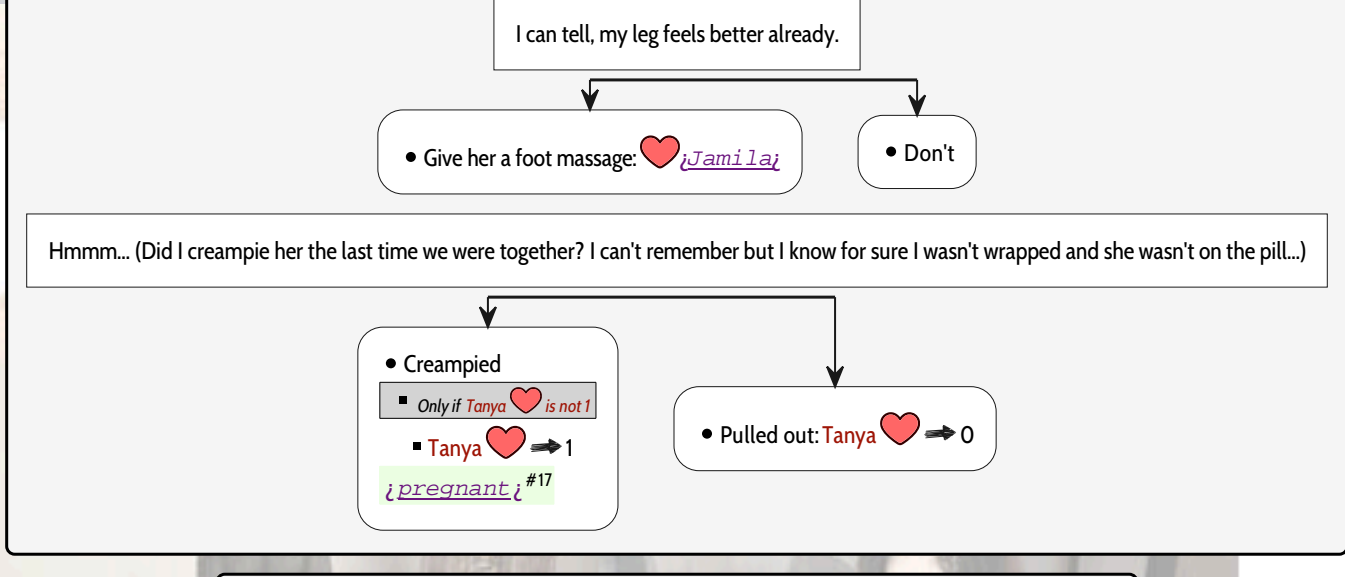 I can tell, my leg feels better already.
• Give her a foot massage: ❤¿Jamila¿
• Don't
Hmmm... (Did I creampie her the last time we were together? I can't remember but I know for sure I wasn't wrapped and she wasn't on the pill...)
• Creampied
▪ Only if Tanya ❤ is not 1
▪ Tanya ❤ ➡ 1
¿pregnant¿ #17
• Pulled out: Tanya ❤ ➡ 0